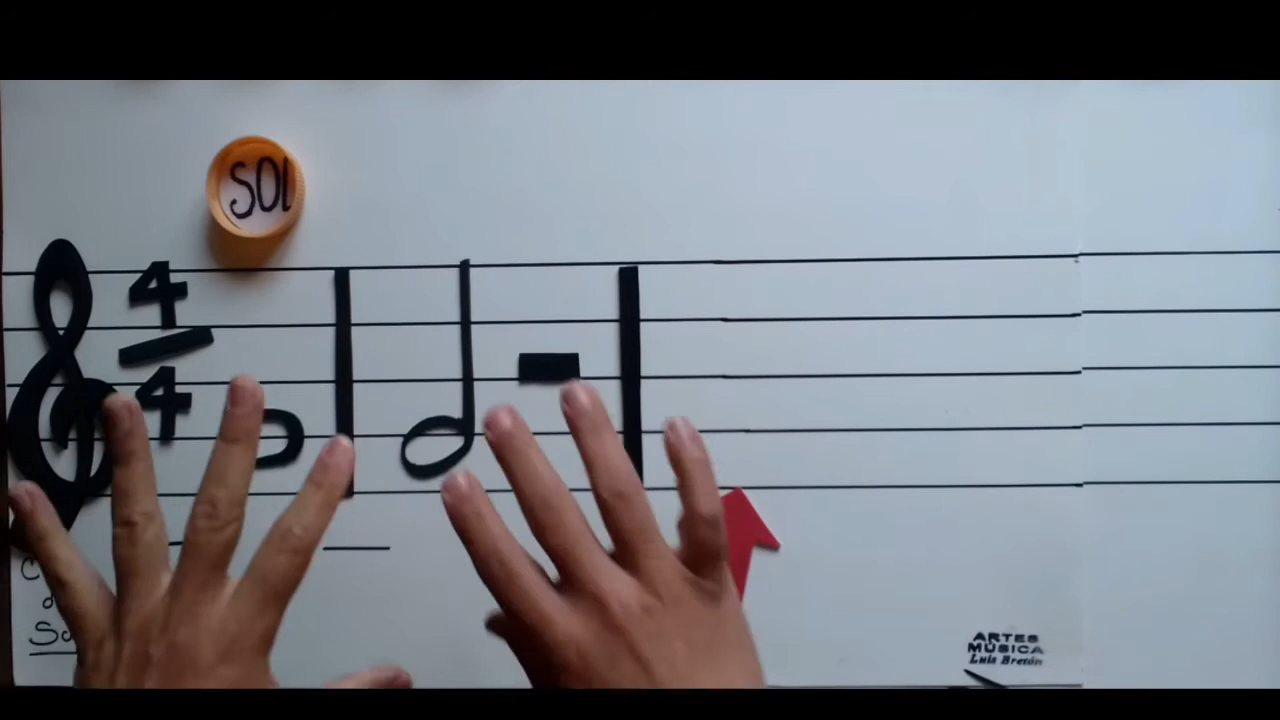 SOl
4
4
ARTES
MÚSICA
Luis Bretón